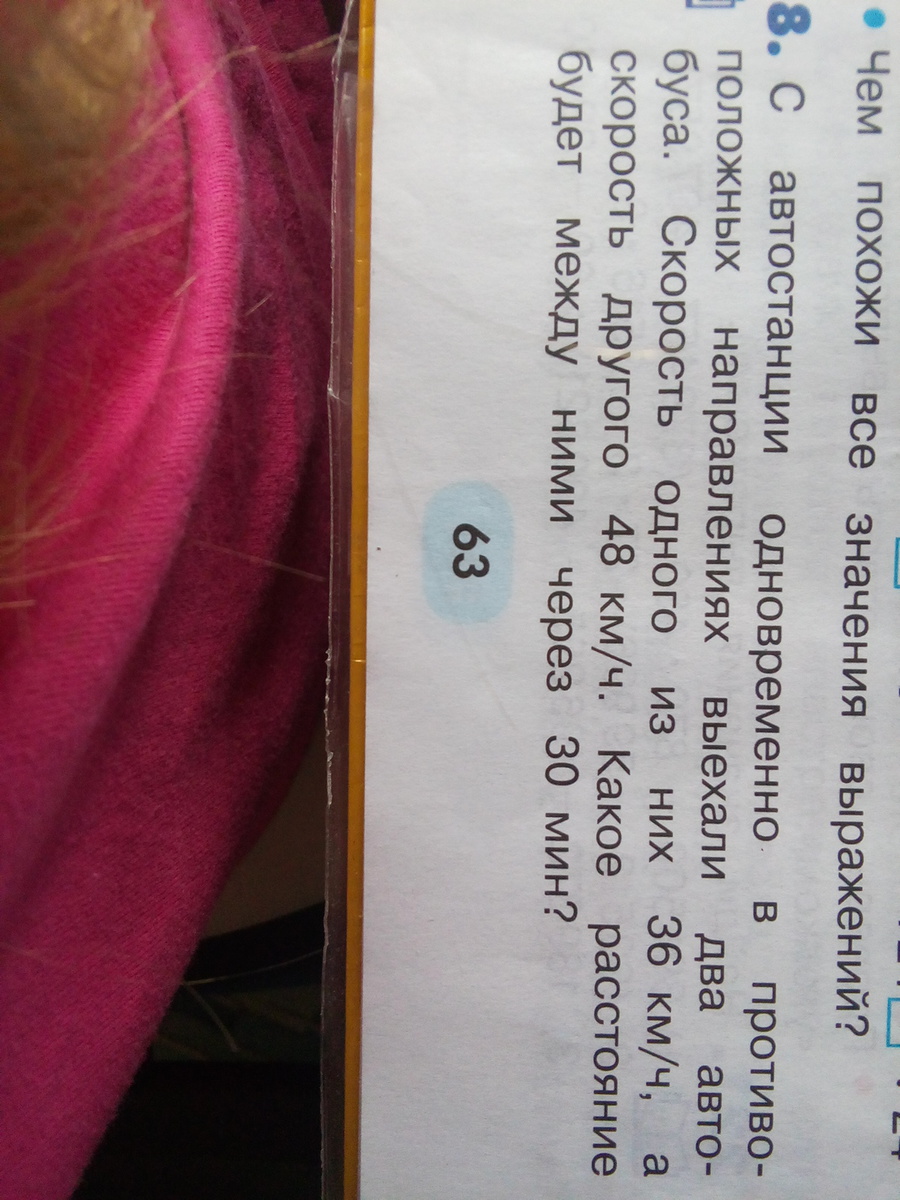 • Чем похожи все значения выражений?
8. С автостанции одновременно в противо-
положных направлениях выехали два авто-
буса. Скорость одного из них 36 км/ч, а
скорость другого 48 км/ч. Какое расстояние
будет между ними через 30 мин?
63